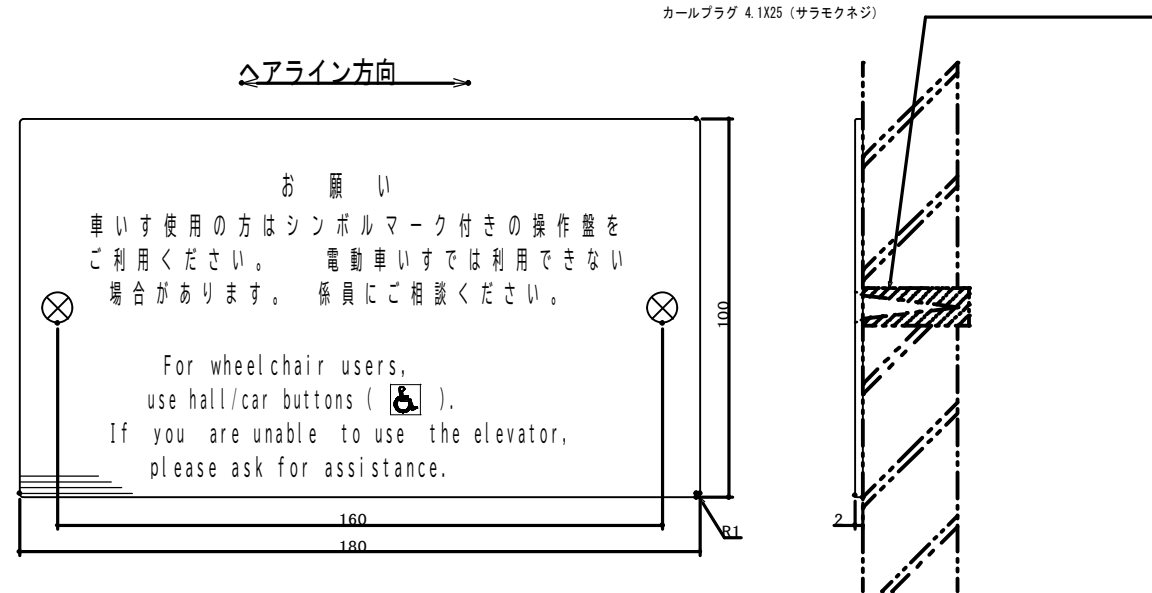 カールプラグ 4.1X25 (サラモクネジ)
ヘアライン方向
お願い
車いす使用の方はシンボルマーク付きの操作盤を
ご利用ください。 電動車いすでは利用できない
場合があります。 係員にご相談ください。
100
For wheelchair users,
use hall/car buttons ( ).
If you are unable to use the elevator,
please ask for assistance.
160
180
R1
2